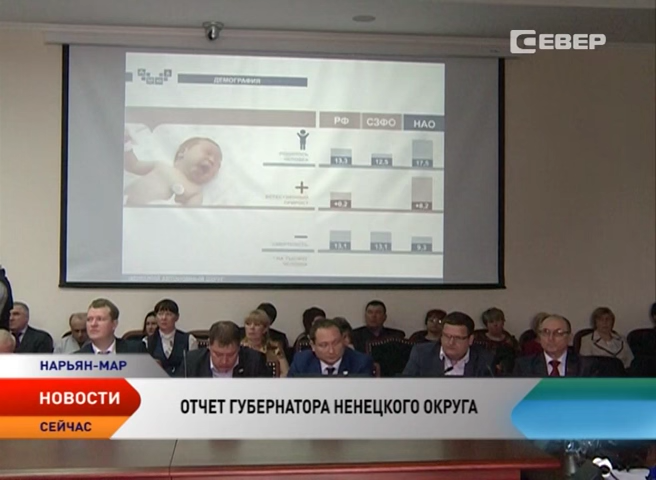 СЕВЕР
ДЕМОГРАФИЯ
РФ СЗФО НАО
13,3 12,5 17,5
+0,2 +8,2
13,1 13,1 9,3
НАРЬЯН-МАР
НОВОСТИ
СЕЙЧАС
ОТЧЕТ ГУБЕРНАТОРА НЕНЕЦКОГО ОКРУГА